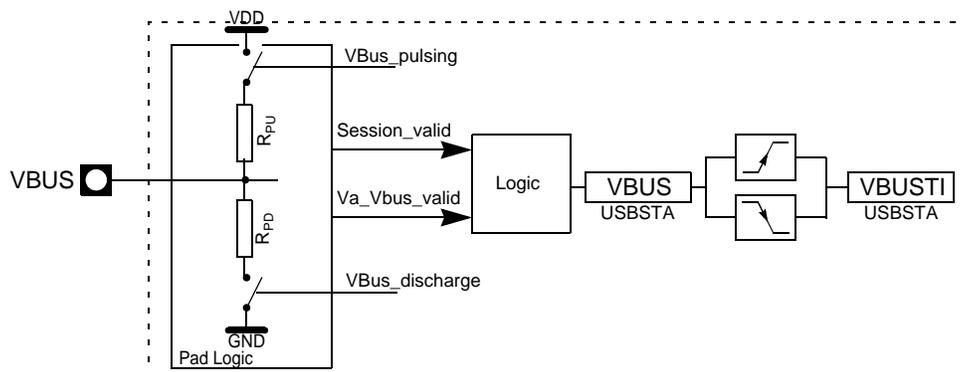 VDD
VBus_pulsing
RPU
Session_valid
VBUS
Logic
VBUS
VBUSTI
Va_Vbus_valid
USBSTA
USBSTA
RPD
VBus_discharge
GND
Pad Logic